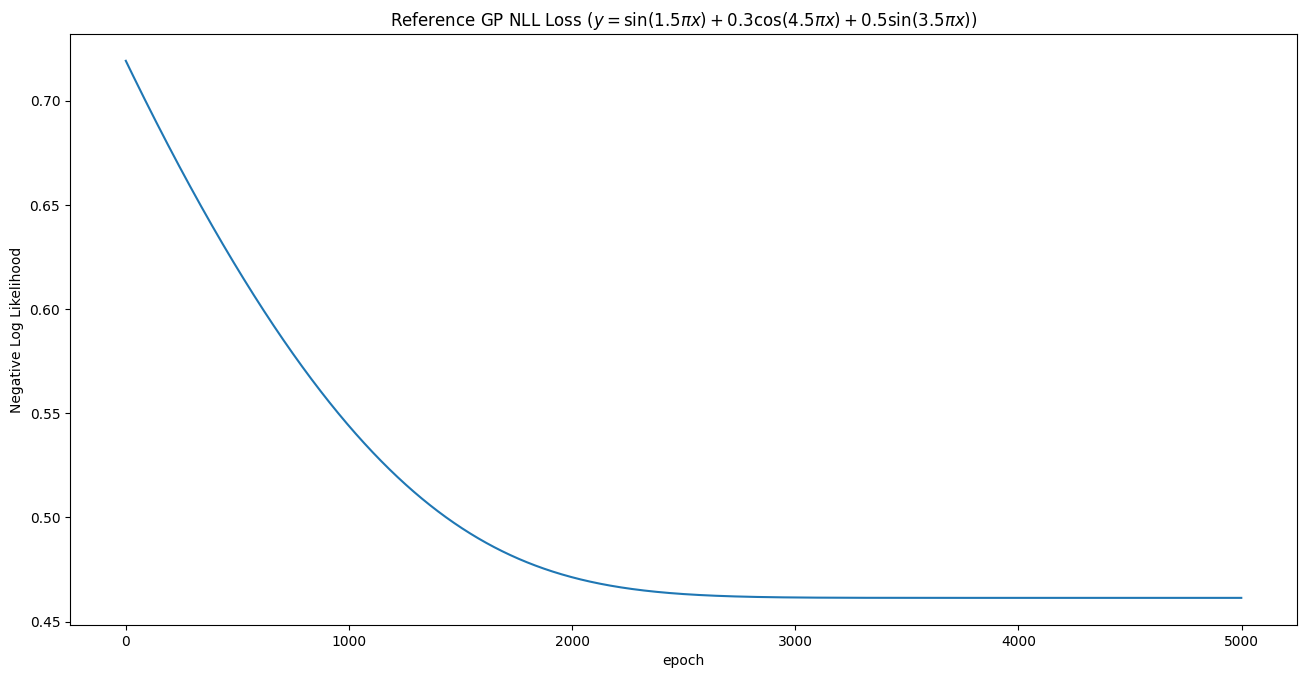 Reference GP NLL Loss (y = sin(1.5πx) + 0.3cos(4.5πx) + 0.5sin(3.5πx))
Negative Log Likelihood
0.70
0.65
0.60
0.55
0.50
0.45
0 1000 2000 3000 4000 5000
epoch